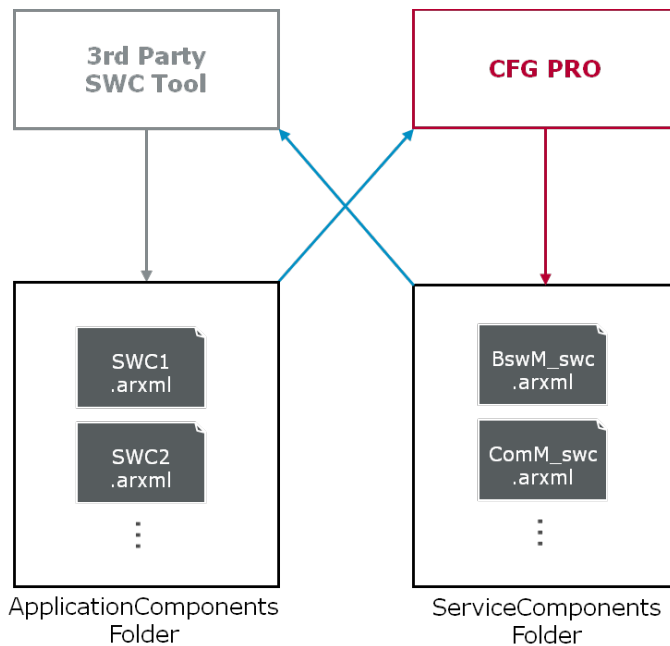 3rd Party
SWC Tool
CFG PRO
SWC1
.arxml
SWC2
.arxml
BswM_swc
.arxml
ComM_swc
.arxml
ApplicationComponents
Folder
ServiceComponents
Folder